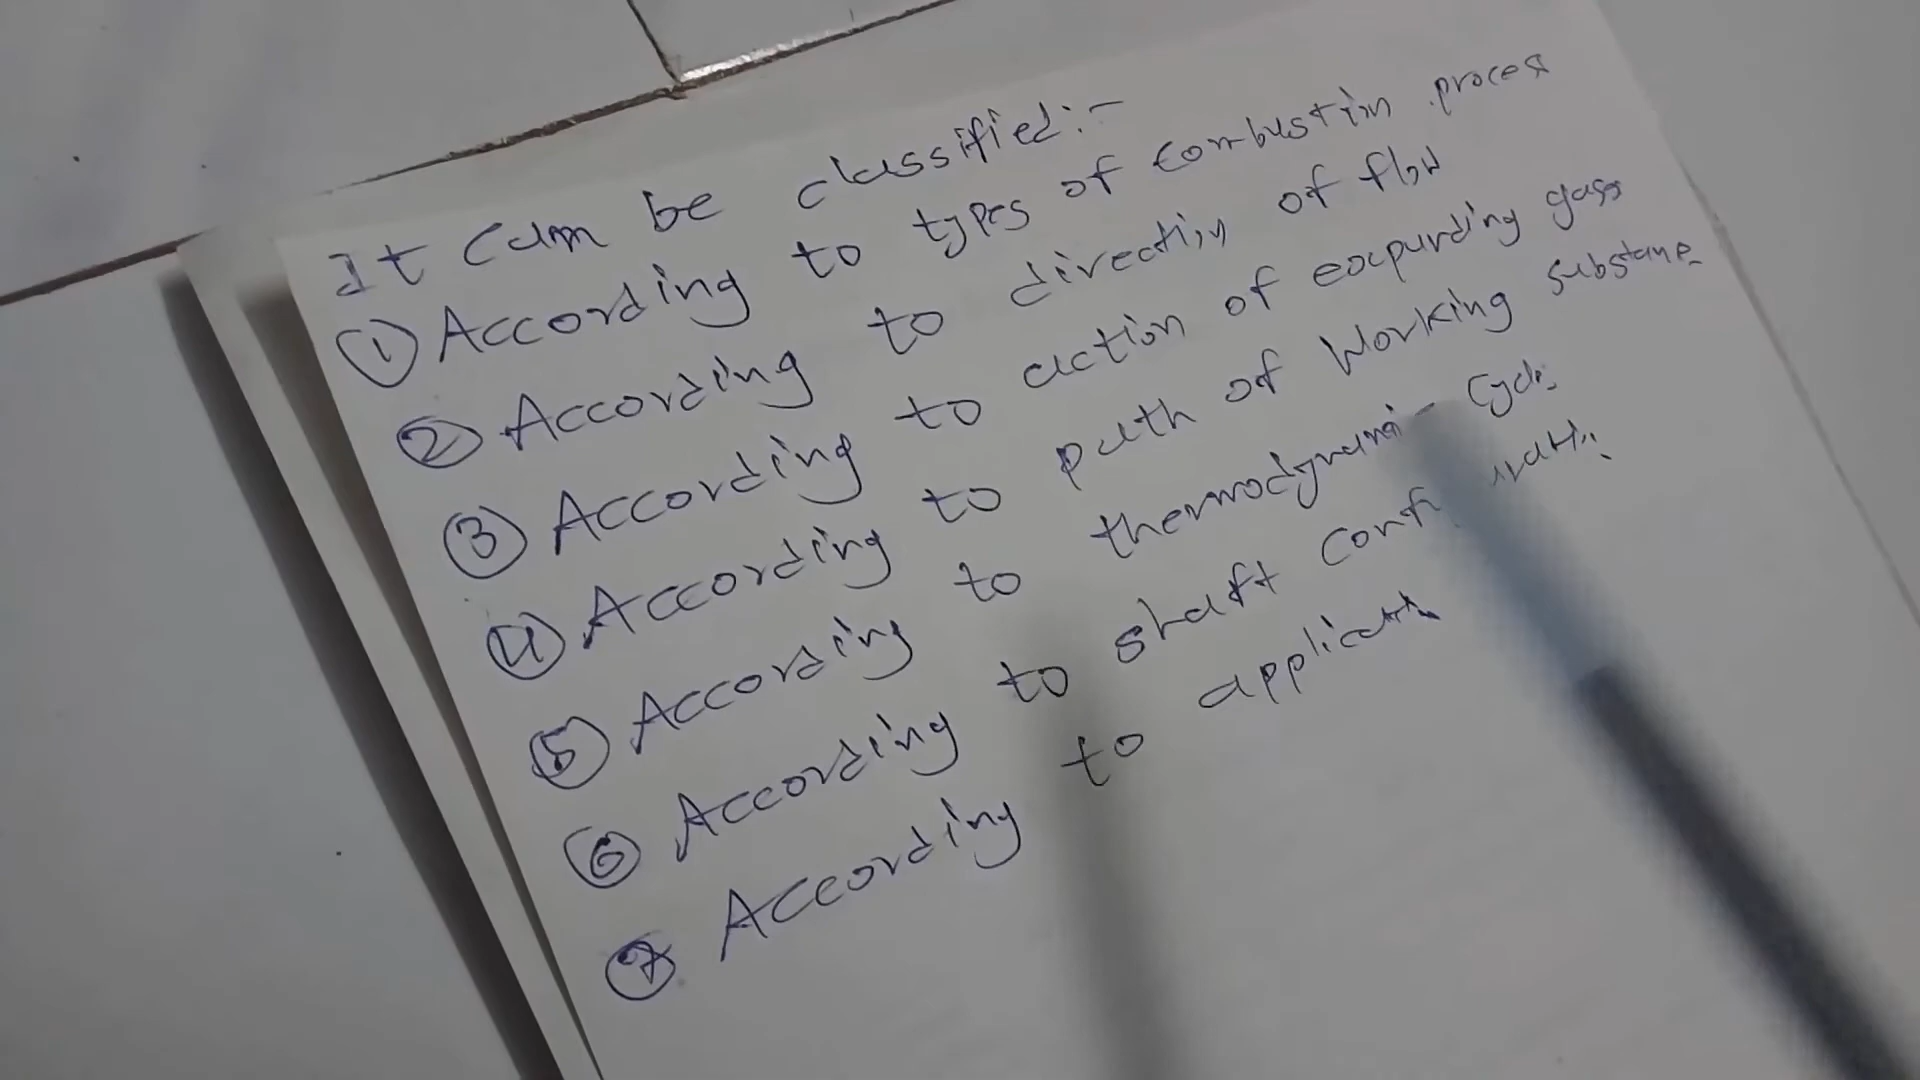 It can be classified:-
① According to types of combustion process
② According to direction of flow
③ According to action of expanding gases
④ According to path of working substance
⑤ According to thermodynamic cycle
⑥ According to shaft
⑦ According to application